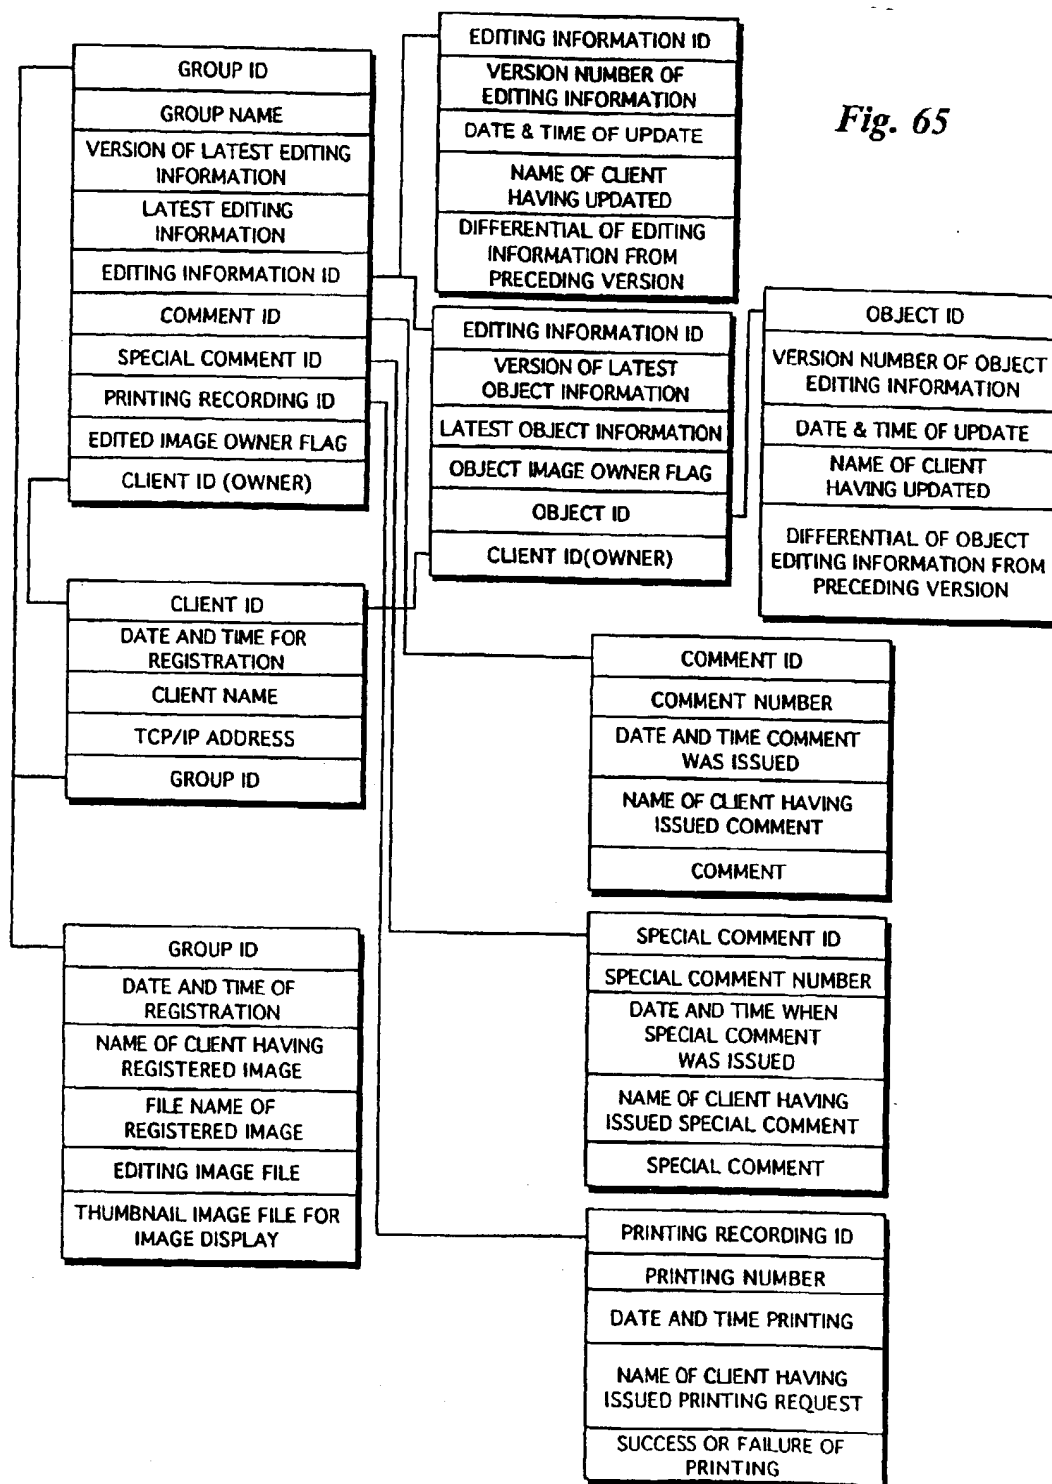 Fig. 65
GROUP ID
GROUP NAME
VERSION OF LATEST EDITING
INFORMATION
LATEST EDITING
INFORMATION
EDITING INFORMATION ID
COMMENT ID
SPECIAL COMMENT ID
PRINTING RECORDING ID
EDITED IMAGE OWNER FLAG
CLIENT ID (OWNER)
CLIENT ID
DATE AND TIME FOR
REGISTRATION
CLIENT NAME
TCP/IP ADDRESS
GROUP ID
GROUP ID
DATE AND TIME OF
REGISTRATION
NAME OF CLIENT HAVING
REGISTERED IMAGE
FILE NAME OF
REGISTERED IMAGE
EDITING IMAGE FILE
THUMBNAIL IMAGE FILE FOR
IMAGE DISPLAY
EDITING INFORMATION ID
VERSION NUMBER OF
EDITING INFORMATION
DATE & TIME OF UPDATE
NAME OF CLIENT
HAVING UPDATED
DIFFERENTIAL OF EDITING
INFORMATION FROM
PRECEDING VERSION
EDITING INFORMATION ID
VERSION OF LATEST
OBJECT INFORMATION
LATEST OBJECT INFORMATION
OBJECT IMAGE OWNER FLAG
OBJECT ID
CLIENT ID(OWNER)
OBJECT ID
VERSION NUMBER OF OBJECT
EDITING INFORMATION
DATE & TIME OF UPDATE
NAME OF CLIENT
HAVING UPDATED
DIFFERENTIAL OF OBJECT
EDITING INFORMATION FROM
PRECEDING VERSION
COMMENT ID
COMMENT NUMBER
DATE AND TIME COMMENT
WAS ISSUED
NAME OF CLIENT HAVING
ISSUED COMMENT
COMMENT
SPECIAL COMMENT ID
SPECIAL COMMENT NUMBER
DATE AND TIME WHEN
SPECIAL COMMENT
WAS ISSUED
NAME OF CLIENT HAVING
ISSUED SPECIAL COMMENT
SPECIAL COMMENT
PRINTING RECORDING ID
PRINTING NUMBER
DATE AND TIME PRINTING
NAME OF CLIENT HAVING
ISSUED PRINTING REQUEST
SUCCESS OR FAILURE OF
PRINTING